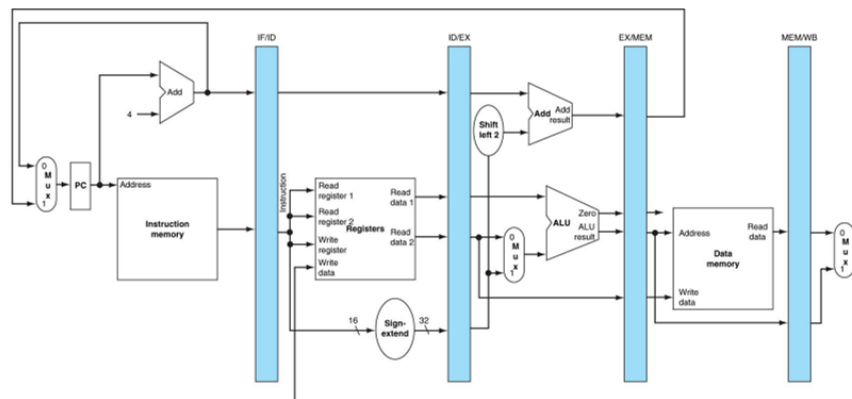 IF/ID
ID/EX
EX/MEM
MEM/WB
Add
4
Shift
left 2
Add
Add
result
0
M
u
x
1
PC
Address
Instruction
memory
Instruction
Read
register 1
Read
register 2
Write
register
Write
data
Registers
Read
data 1
Read
data 2
16
Sign-
extend
32
0
M
u
x
1
ALU
Zero
ALU
result
Address
Write
data
Data
memory
Read
data
0
M
u
x
1